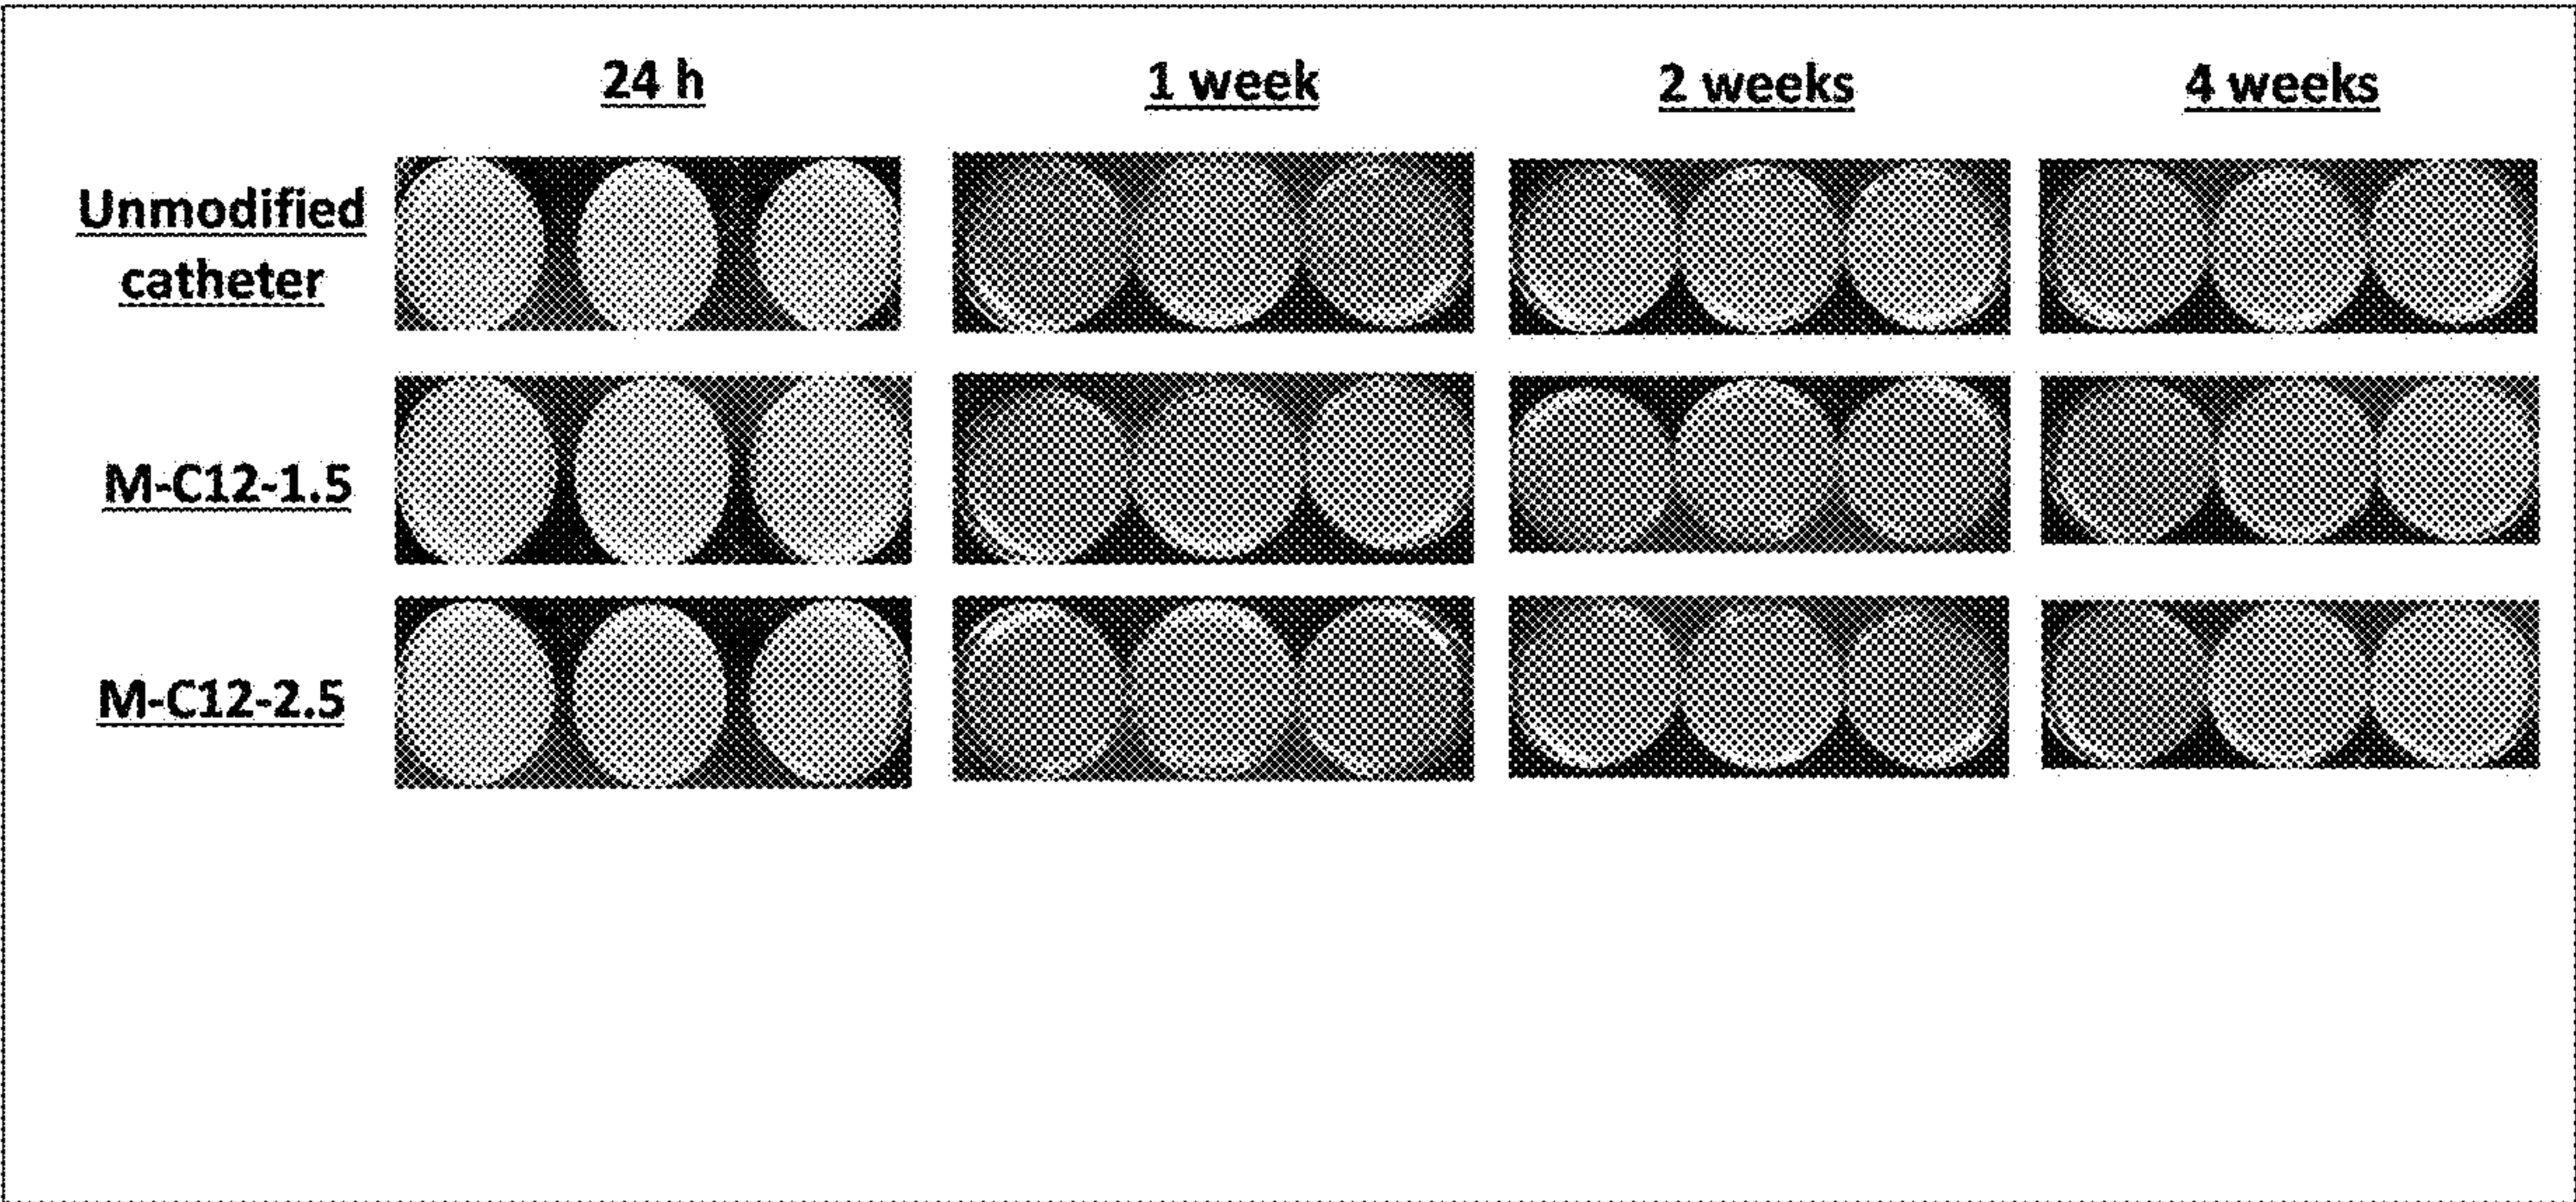 24 h
1 week
2 weeks
4 weeks
Unmodified
catheter
M-C12-1.5
M-C12-2.5